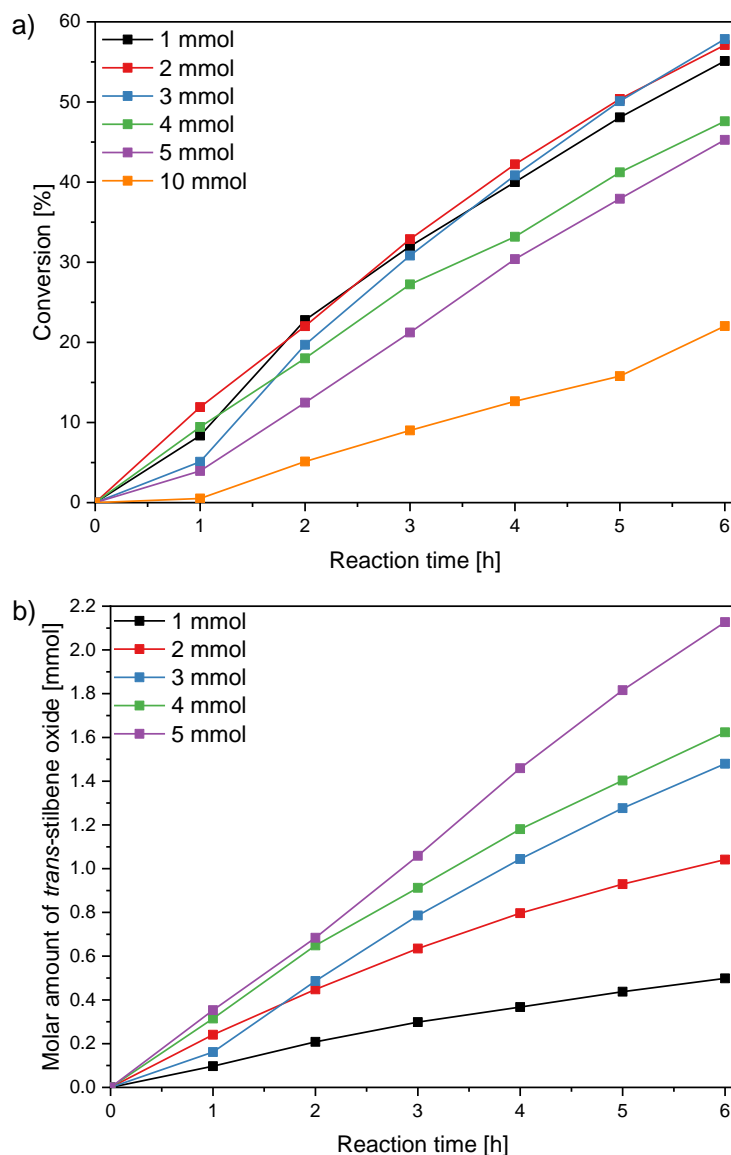 a)
60
50
40
30
20
10
0
Conversion [%]
1 mmol
2 mmol
3 mmol
4 mmol
5 mmol
10 mmol
0 1 2 3 4 5 6
Reaction time [h]
b)
2.2
2.0
1.8
1.6
1.4
1.2
1.0
0.8
0.6
0.4
0.2
0.0
Molar amount of trans-stilbene oxide [mmol]
1 mmol
2 mmol
3 mmol
4 mmol
5 mmol
0 1 2 3 4 5 6
Reaction time [h]